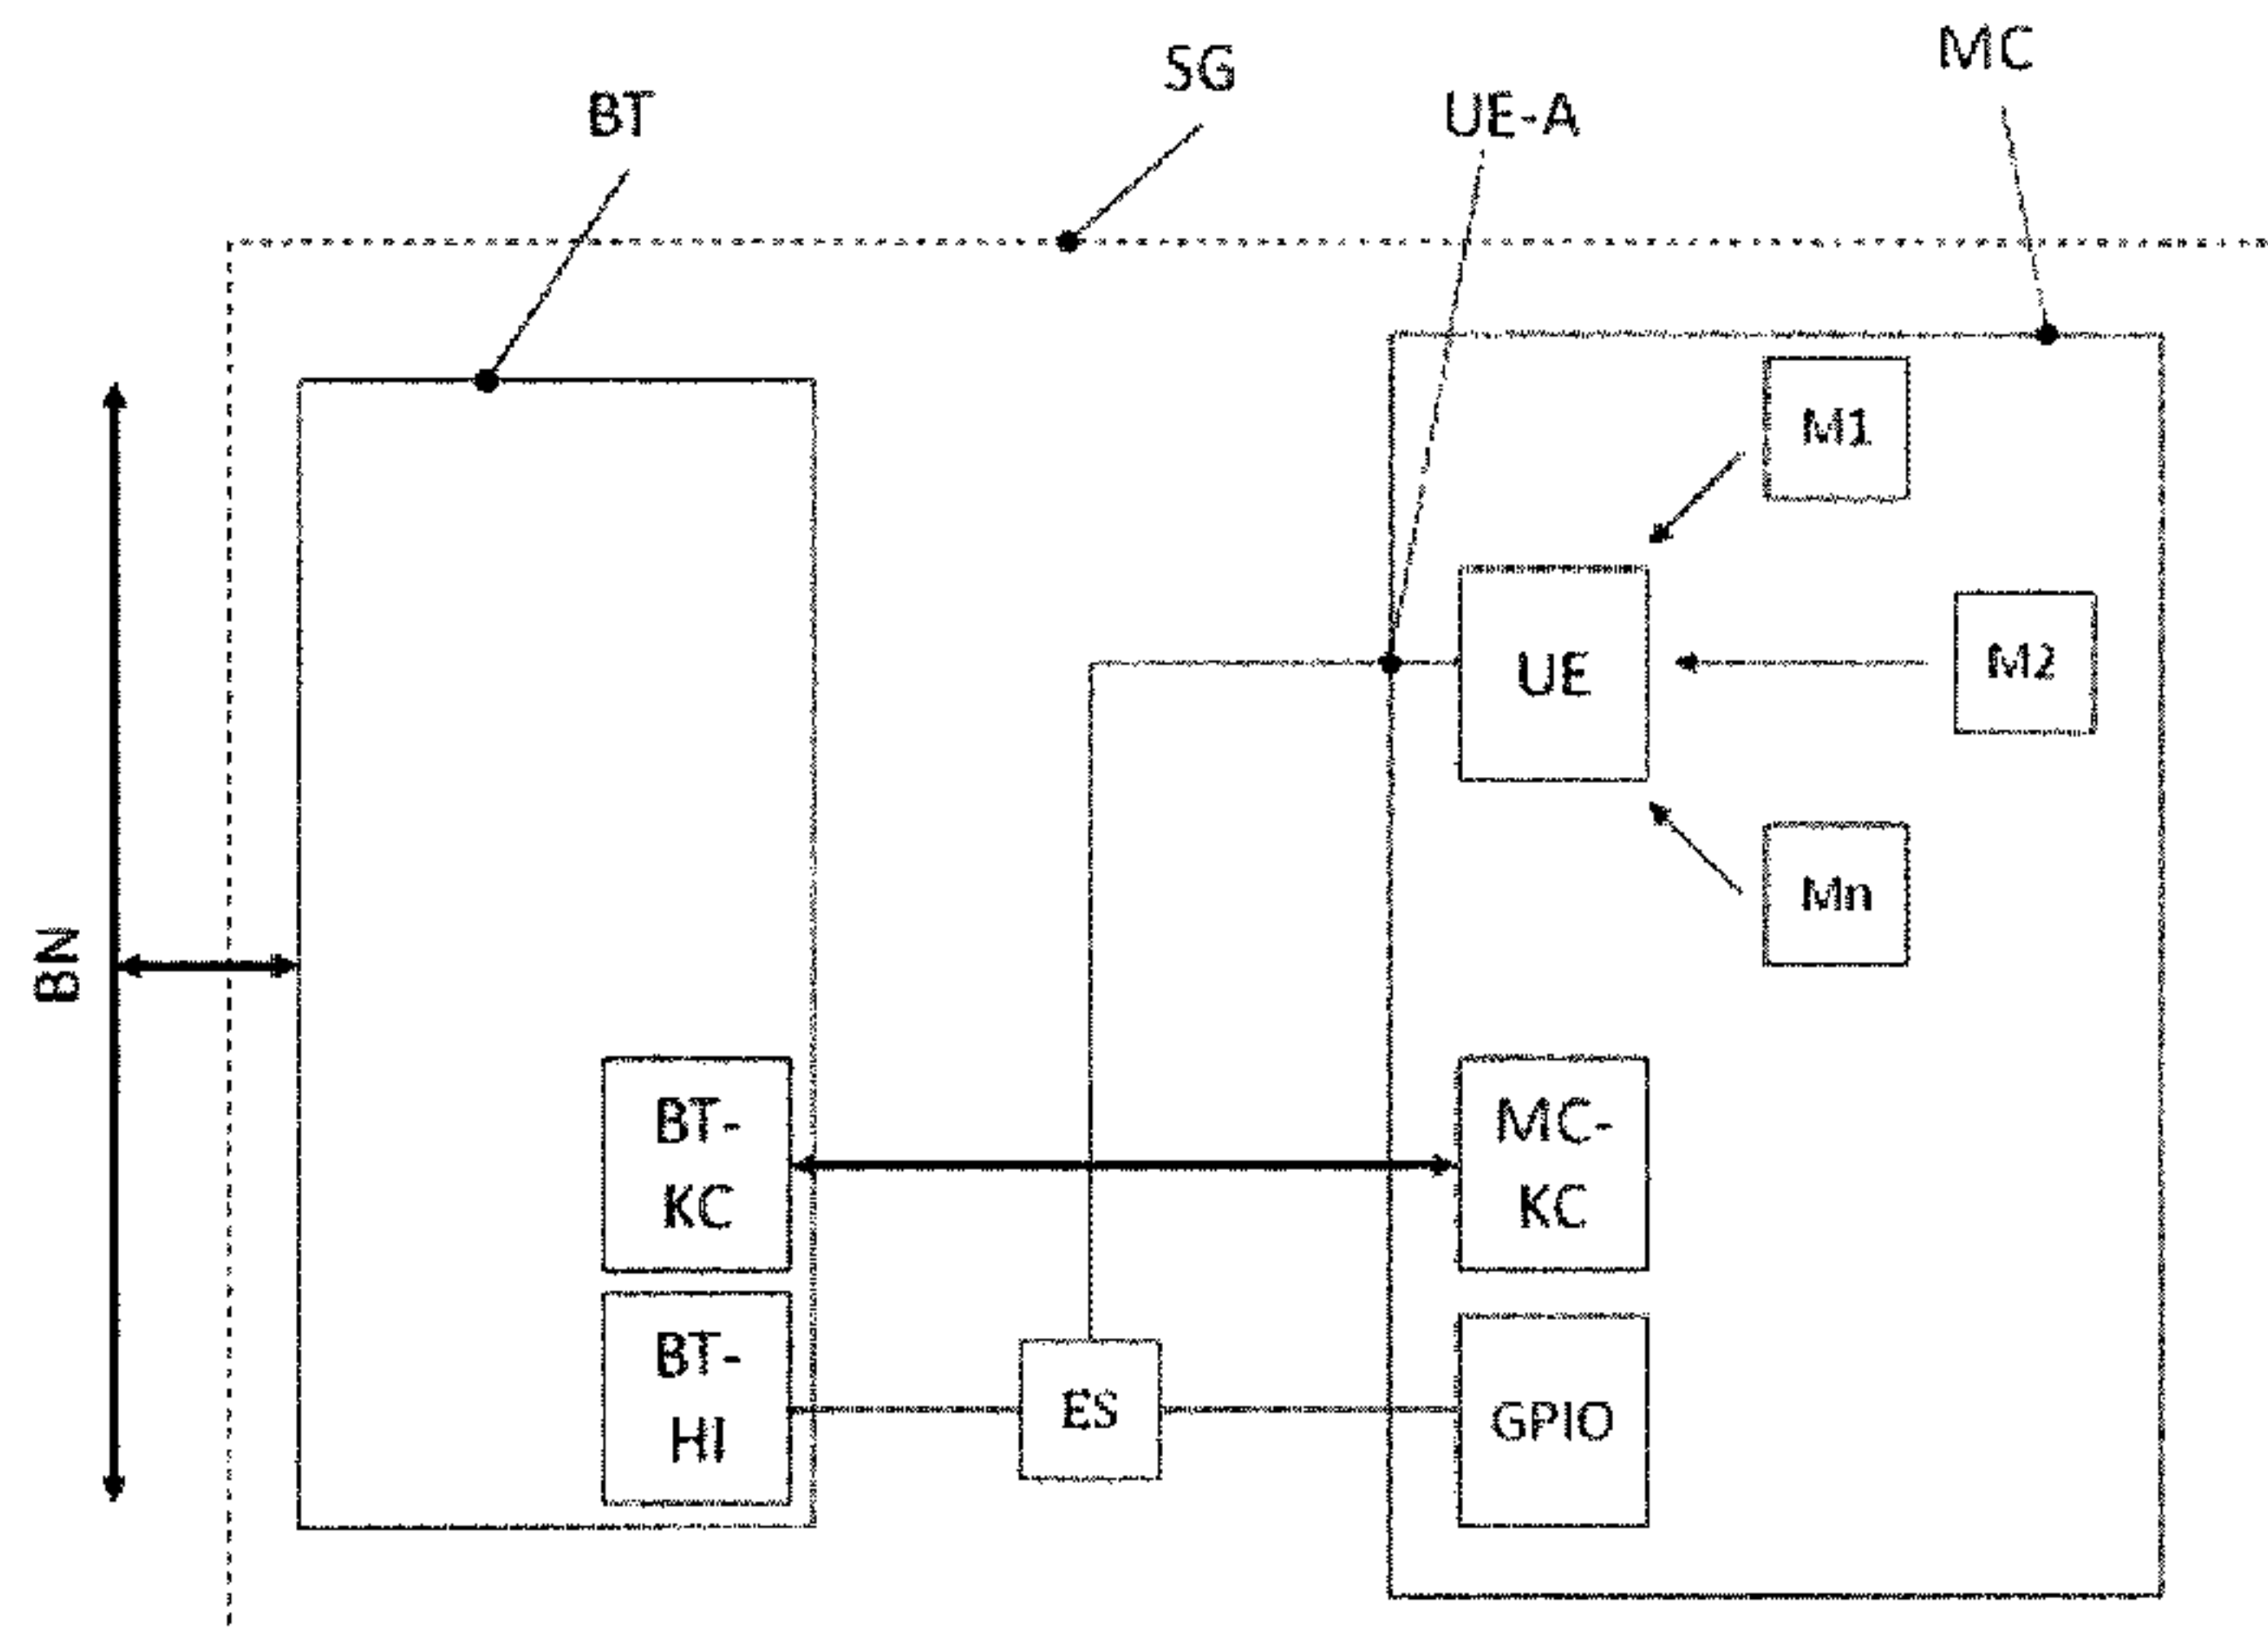 MC
SG
BT
UE-A
M1
UE
M2
Mn
BN
BT-
KC
MC-
KC
BT-
HI
ES
GPIO